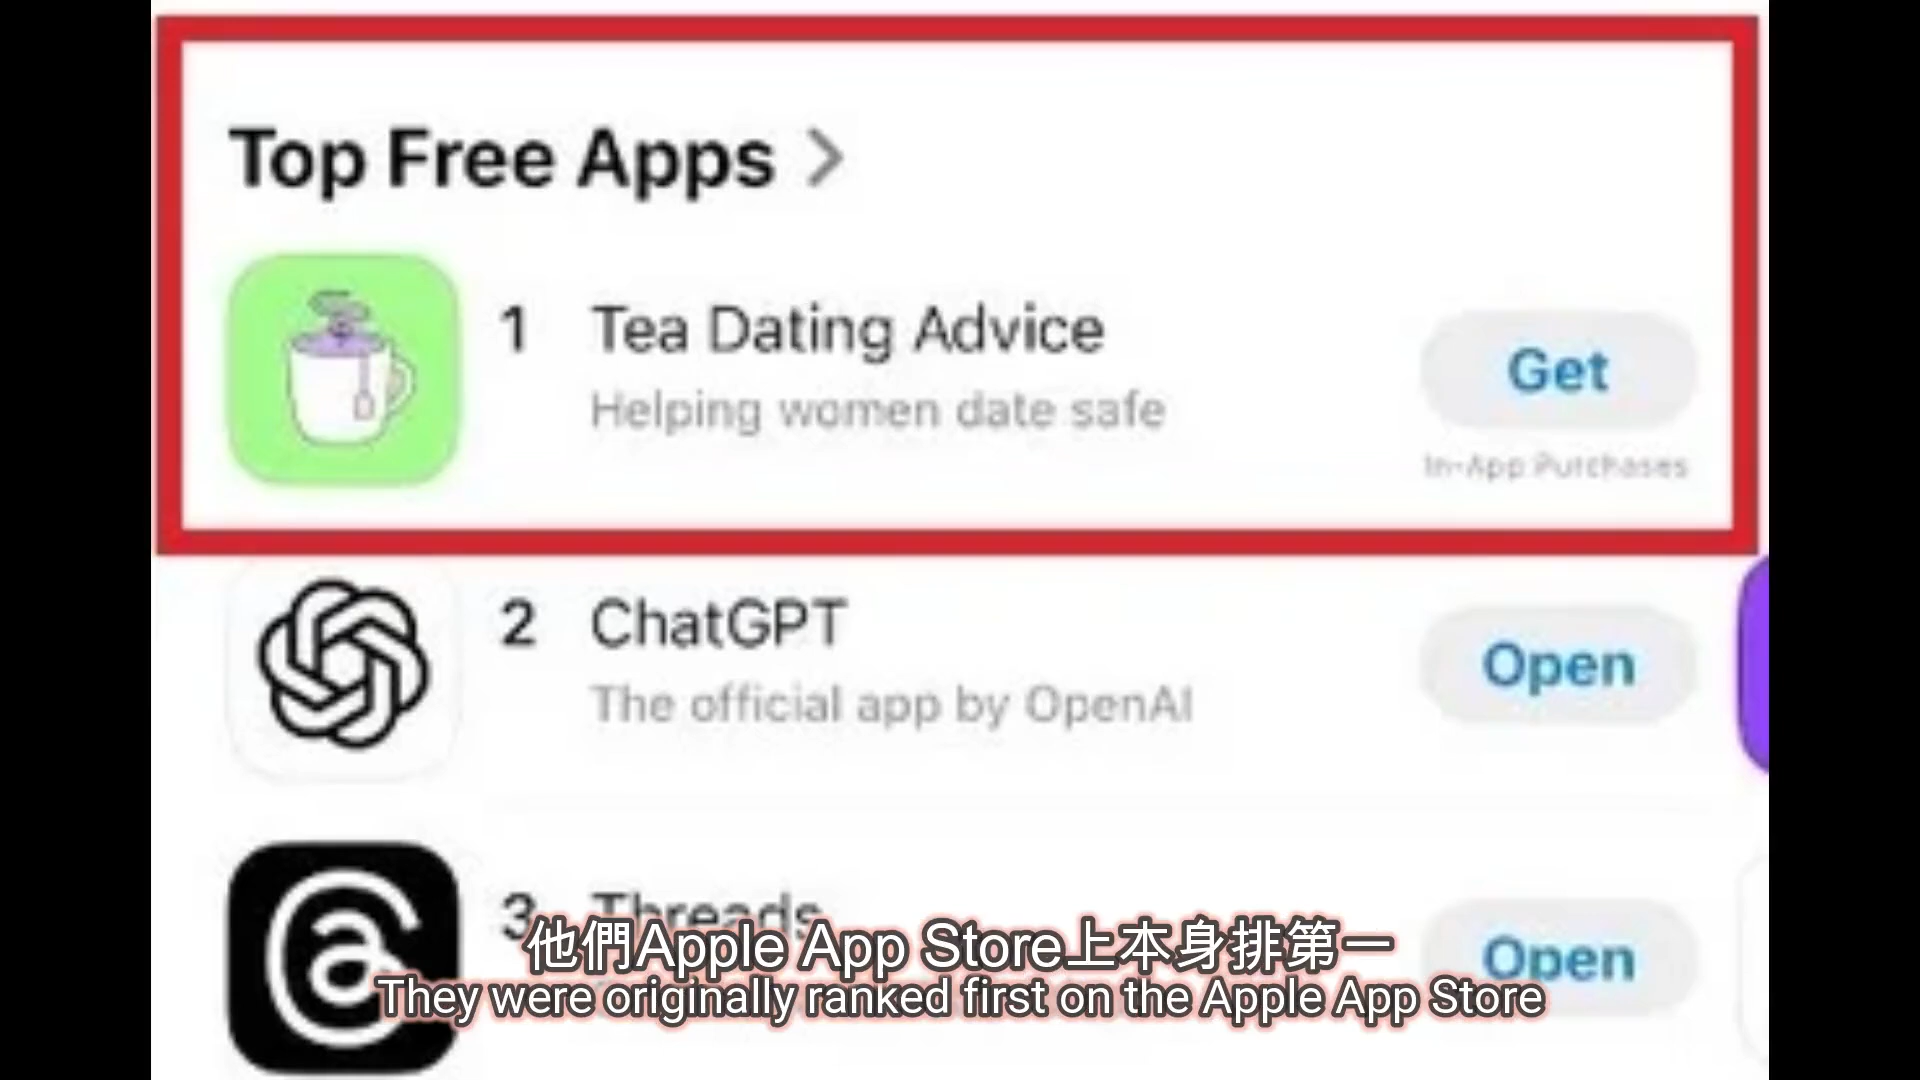 Top Free Apps >
1 Tea Dating Advice
Helping women date safe
Get
In-App Purchases
2 ChatGPT
The official app by OpenAI
Open
3 Threads
Open
他們Apple App Store上本身排第一
They were originally ranked first on the Apple App Store